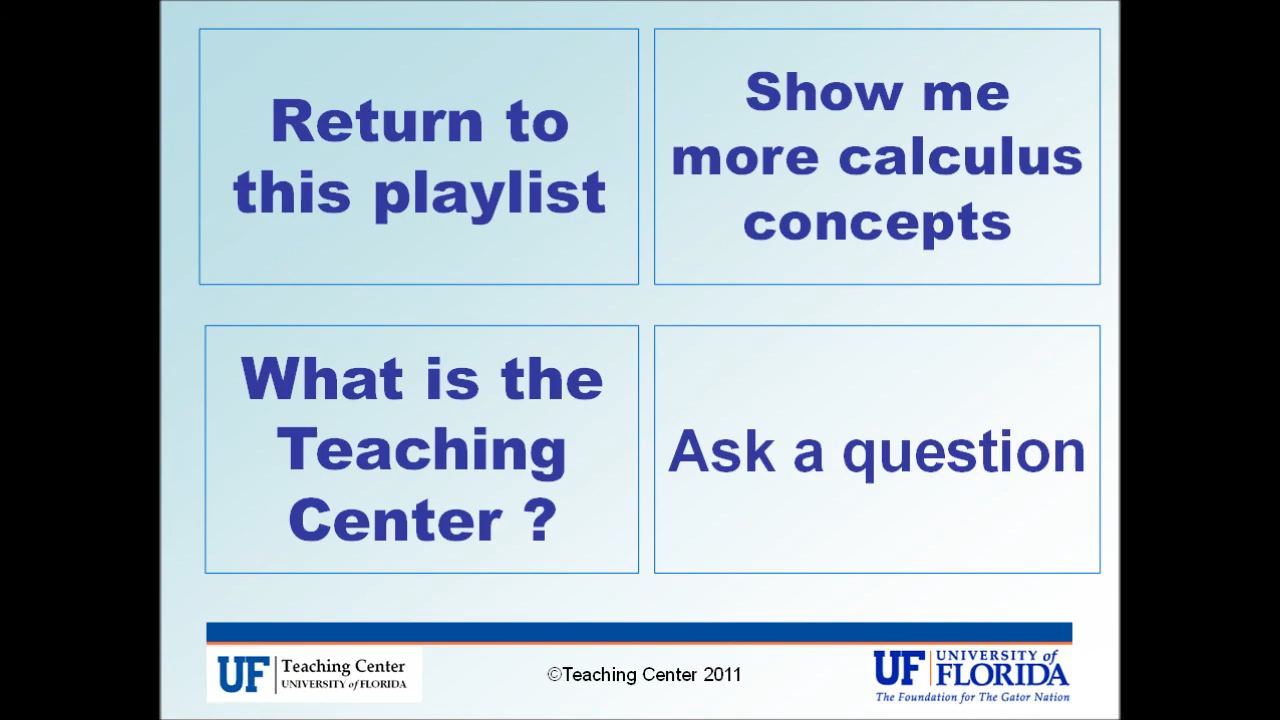 Return to
this playlist
Show me
more calculus
concepts
What is the
Teaching
Center ?
Ask a question
UF Teaching Center
UNIVERSITY of FLORIDA
©Teaching Center 2011
UF UNIVERSITY of
FLORIDA
The Foundation for The Gator Nation